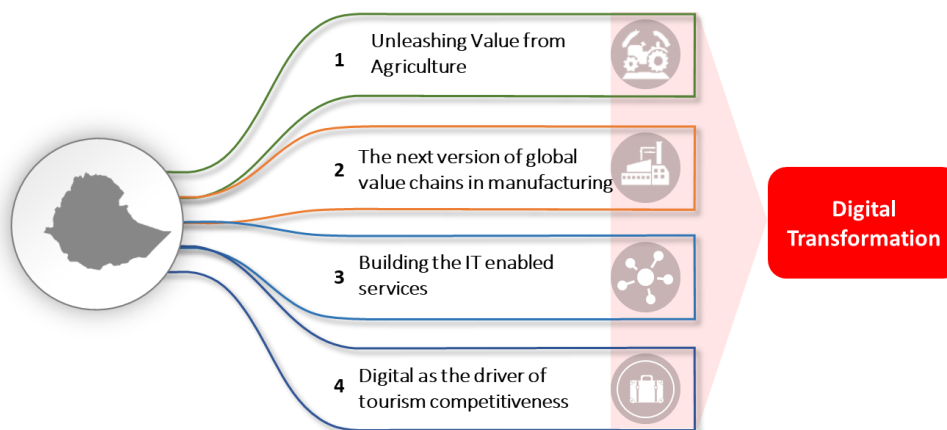 1
Unleashing Value from
Agriculture
2
The next version of global
value chains in manufacturing
3
Building the IT enabled
services
4
Digital as the driver of
tourism competitiveness
Digital
Transformation